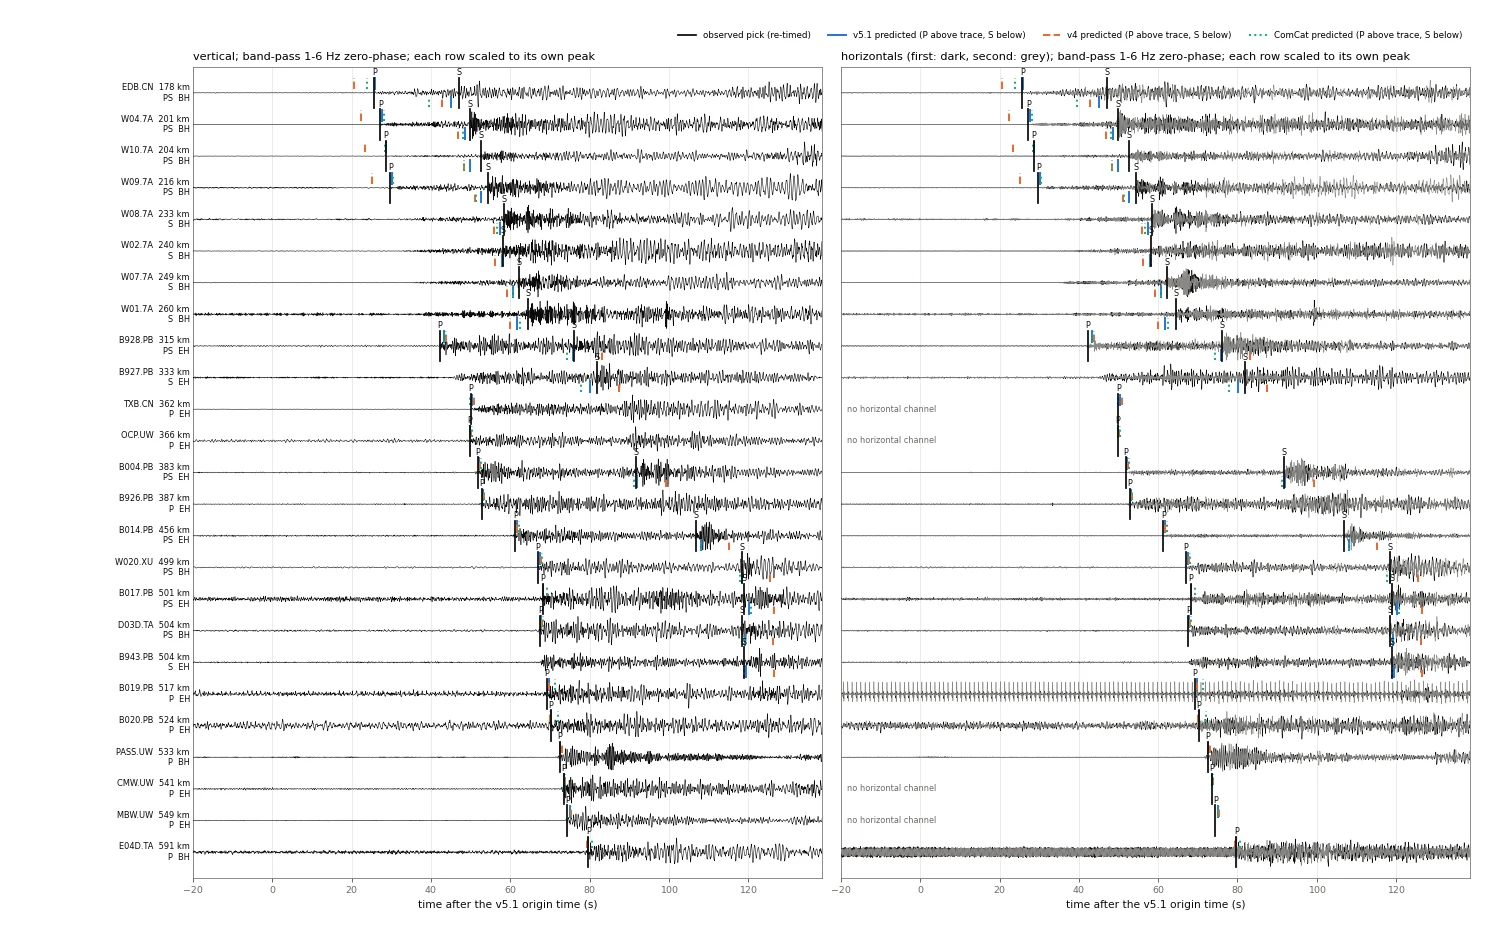 observed pick (re-timed)
v5.1 predicted (P above trace, S below)
v4 predicted (P above trace, S below)
ComCat predicted (P above trace, S below)
vertical; band-pass 1-6 Hz zero-phase; each row scaled to its own peak
horizontals (first: dark, second: grey); band-pass 1-6 Hz zero-phase; each row scaled to its own peak
EDB.CN 178 km
PS BH
W04.7A 201 km
PS BH
W10.7A 204 km
PS BH
W09.7A 216 km
PS BH
W08.7A 233 km
S BH
W02.7A 240 km
S BH
W07.7A 249 km
S BH
W01.7A 260 km
S BH
B928.PB 315 km
PS EH
B927.PB 333 km
S EH
TXB.CN 362 km
P EH
no horizontal channel
OCP.UW 366 km
P EH
no horizontal channel
B004.PB 383 km
PS EH
B926.PB 387 km
P EH
B014.PB 456 km
PS EH
W020.XU 499 km
PS BH
B017.PB 501 km
PS EH
D03D.TA 504 km
PS BH
B943.PB 504 km
S EH
B019.PB 517 km
P EH
B020.PB 524 km
P EH
PASS.UW 533 km
P BH
CMW.UW 541 km
P EH
no horizontal channel
MBW.UW 549 km
P EH
no horizontal channel
E04D.TA 591 km
P BH
−20 0 20 40 60 80 100 120
−20 0 20 40 60 80 100 120
time after the v5.1 origin time (s)
time after the v5.1 origin time (s)